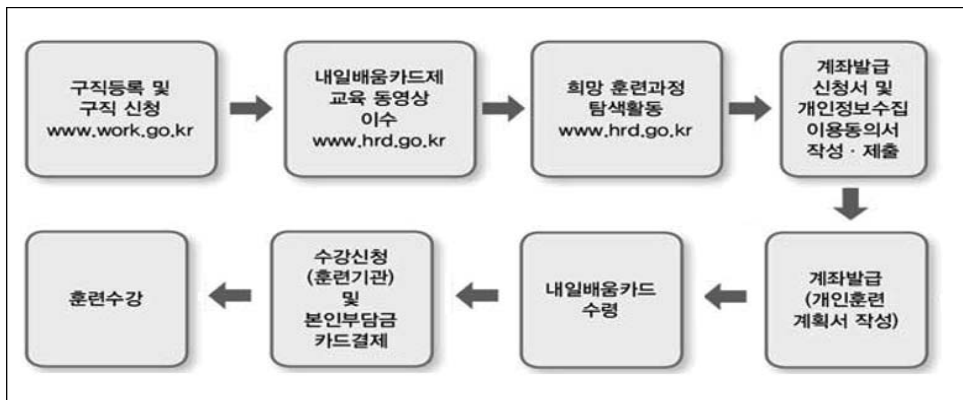 구직등록 및
구직 신청
www.work.go.kr
내일배움카드제
교육 동영상
이수
www.hrd.go.kr
희망 훈련과정
탐색활동
www.hrd.go.kr
계좌발급
신청서 및
개인정보수집
이용동의서
작성 · 제출
계좌발급
(개인훈련
계획서 작성)
내일배움카드
수령
수강신청
(훈련기관)
및
본인부담금
카드결제
훈련수강